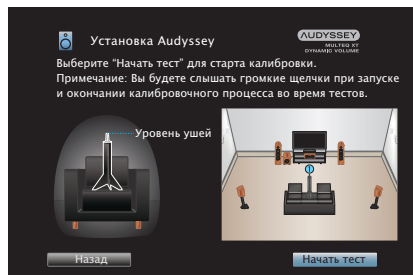 Установка Audyssey
AUDYSSEY
MULTEQ XT
DYNAMIC VOLUME
Выберите “Начать тест” для старта калибровки.
Примечание: Вы будете слышать громкие щелчки при запуске
и окончании калибровочного процесса во время тестов.
Уровень ушей
1
Назад
Начать тест